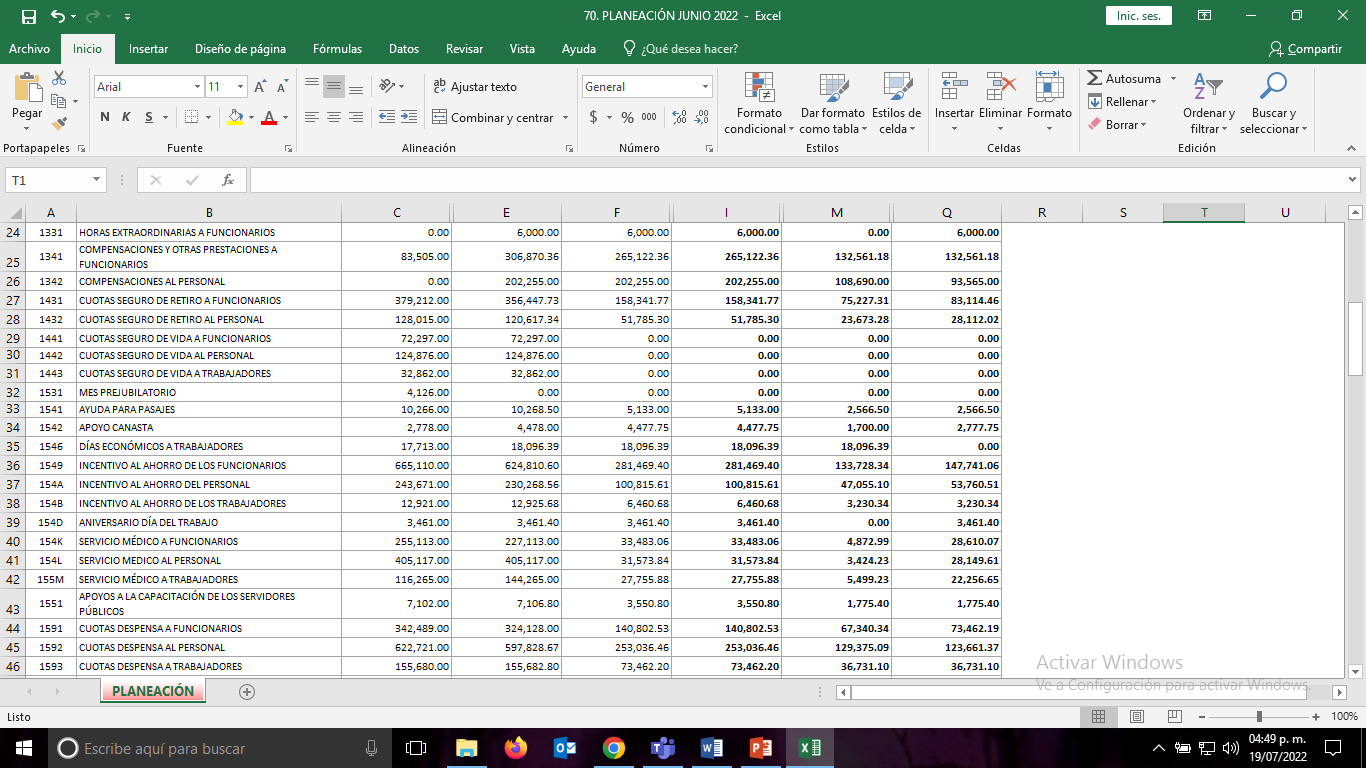 70. PLANEACIÓN JUNIO 2022 - Excel
Inic. ses.
Archivo Inicio Insertar Diseño de página Fórmulas Datos Revisar Vista Ayuda ¿Qué desea hacer? Compartir
Pegar
Arial 11 A A
N K S A
ab Ajustar texto
Combinar y centrar
General
$ % 000
Formato condicional Dar formato como tabla Estilos de celda
Insertar Eliminar Formato
Autosuma
Rellenar
Borrar
Ordenar y filtrar Buscar y seleccionar
Portapapeles Fuente Alineación Número Estilos Celdas Edición
T1 fx
A B C E F I M Q R S T U
24 1331 HORAS EXTRAORDINARIAS A FUNCIONARIOS 0.00 6,000.00 6,000.00 6,000.00 0.00 6,000.00
25 1341 COMPENSACIONES Y OTRAS PRESTACIONES A FUNCIONARIOS 83,505.00 306,870.36 265,122.36 265,122.36 132,561.18 132,561.18
26 1342 COMPENSACIONES AL PERSONAL 0.00 202,255.00 202,255.00 202,255.00 108,690.00 93,565.00
27 1431 CUOTAS SEGURO DE RETIRO A FUNCIONARIOS 379,212.00 356,447.73 158,341.77 158,341.77 75,227.31 83,114.46
28 1432 CUOTAS SEGURO DE RETIRO AL PERSONAL 128,015.00 120,617.34 51,785.30 51,785.30 23,673.28 28,112.02
29 1441 CUOTAS SEGURO DE VIDA A FUNCIONARIOS 72,297.00 72,297.00 0.00 0.00 0.00 0.00
30 1442 CUOTAS SEGURO DE VIDA AL PERSONAL 124,876.00 124,876.00 0.00 0.00 0.00 0.00
31 1443 CUOTAS SEGURO DE VIDA A TRABAJADORES 32,862.00 32,862.00 0.00 0.00 0.00 0.00
32 1531 MES PREJUBILATORIO 4,126.00 0.00 0.00 0.00 0.00 0.00
33 1541 AYUDA PARA PASAJES 10,266.00 10,268.50 5,133.00 5,133.00 2,566.50 2,566.50
34 1542 APOYO CANASTA 2,778.00 4,478.00 4,477.75 4,477.75 1,700.00 2,777.75
35 1546 DÍAS ECONÓMICOS A TRABAJADORES 17,713.00 18,096.39 18,096.39 18,096.39 18,096.39 0.00
36 1549 INCENTIVO AL AHORRO DE LOS FUNCIONARIOS 665,110.00 624,810.60 281,469.40 281,469.40 133,728.34 147,741.06
37 154A INCENTIVO AL AHORRO DEL PERSONAL 243,671.00 230,268.56 100,815.61 100,815.61 47,055.10 53,760.51
38 154B INCENTIVO AL AHORRO DE LOS TRABAJADORES 12,921.00 12,925.68 6,460.68 6,460.68 3,230.34 3,230.34
39 154D ANIVERSARIO DÍA DEL TRABAJO 3,461.00 3,461.40 3,461.40 3,461.40 0.00 3,461.40
40 154K SERVICIO MÉDICO A FUNCIONARIOS 255,113.00 227,113.00 33,483.06 33,483.06 4,872.99 28,610.07
41 154L SERVICIO MEDICO AL PERSONAL 405,117.00 405,117.00 31,573.84 31,573.84 3,424.23 28,149.61
42 155M SERVICIO MÉDICO A TRABAJADORES 116,265.00 144,265.00 27,755.88 27,755.88 5,499.23 22,256.65
43 1551 APOYOS A LA CAPACITACIÓN DE LOS SERVIDORES PÚBLICOS 7,102.00 7,106.80 3,550.80 3,550.80 1,775.40 1,775.40
44 1591 CUOTAS DESPENSA A FUNCIONARIOS 342,489.00 324,128.00 140,802.53 140,802.53 67,340.34 73,462.19
45 1592 CUOTAS DESPENSA AL PERSONAL 622,721.00 597,828.67 253,036.46 253,036.46 129,375.09 123,661.37
46 1593 CUOTAS DESPENSA A TRABAJADORES 155,680.00 155,682.80 73,462.20 73,462.20 36,731.10 36,731.10
Activar Windows
Ve a Configuración para activar Windows.
PLANEACIÓN
Listo 100%
Escribe aquí para buscar
04:49 p. m.
19/07/2022